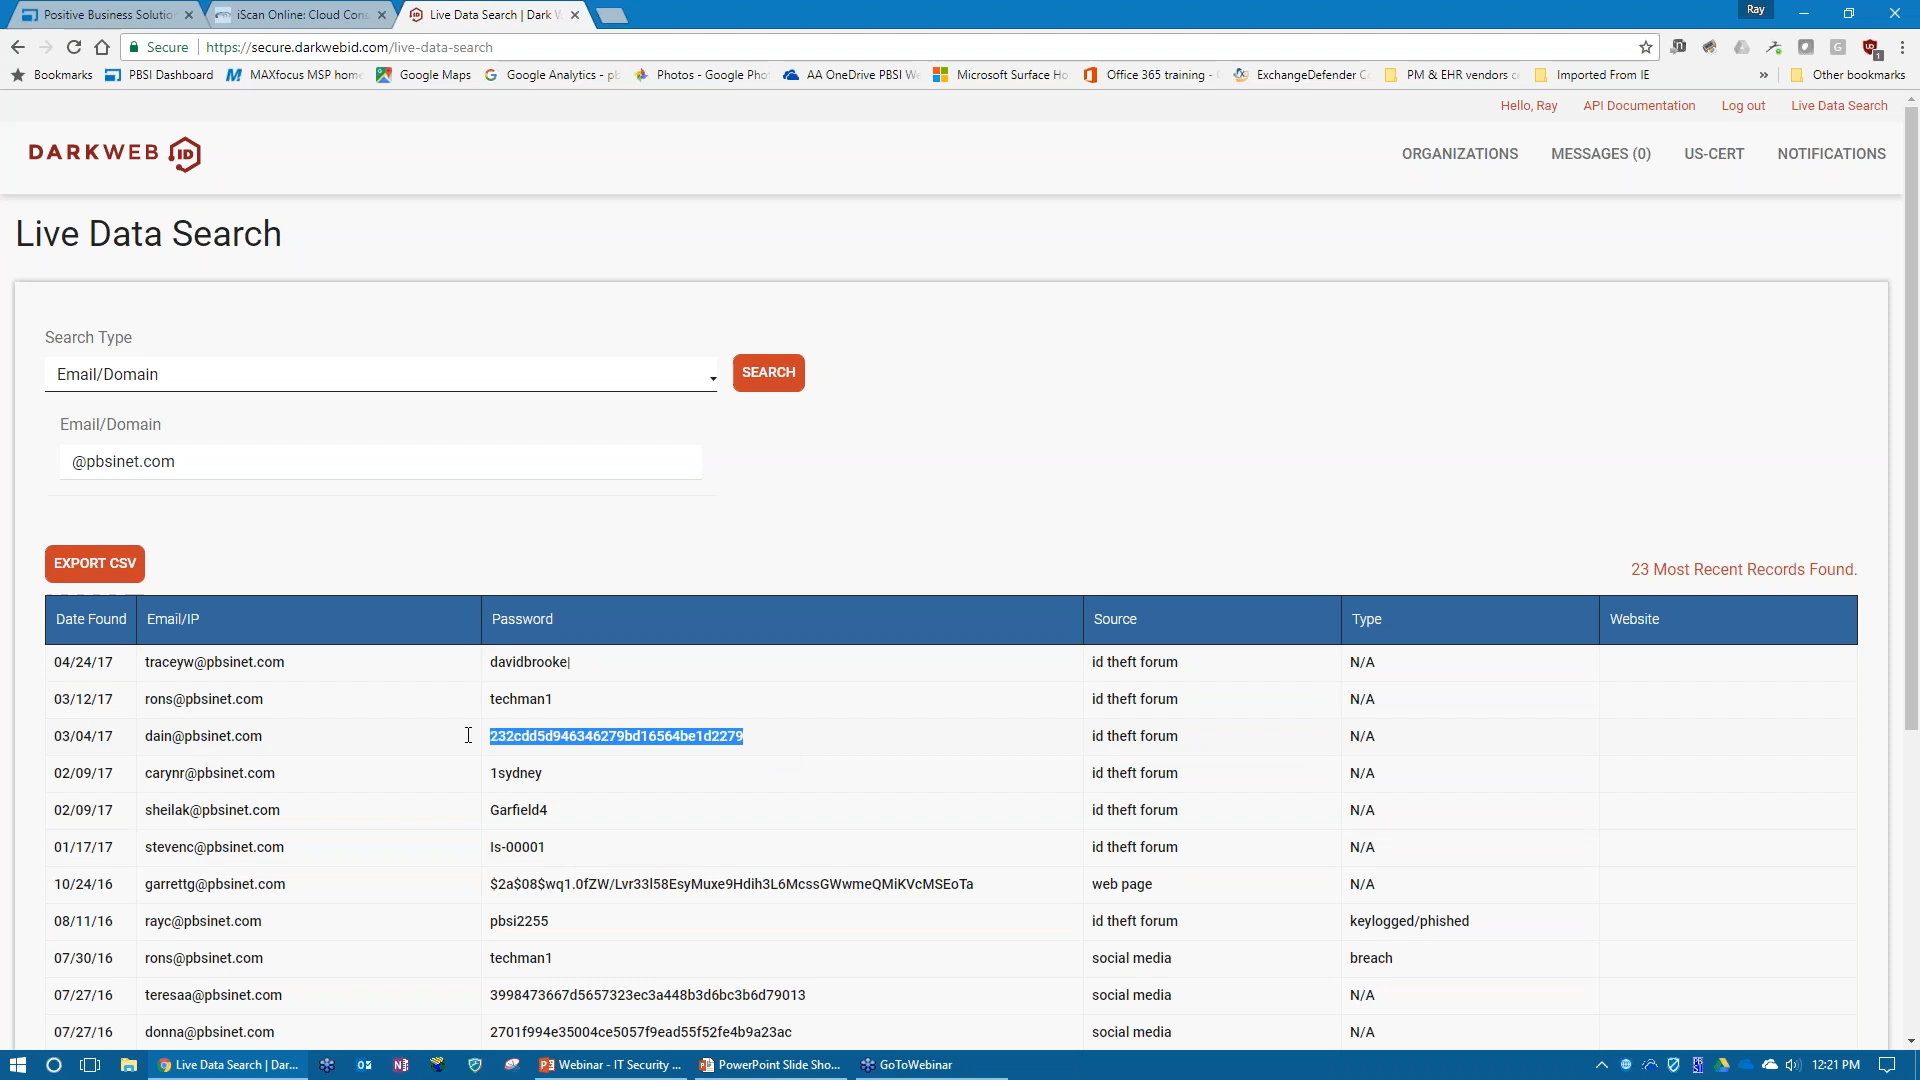 Positive Business Solution
iScan Online: Cloud Con
Live Data Search | Dark W
Ray
Secure
https://secure.darkwebid.com/live-data-search
Bookmarks
PBSI Dashboard
MAXfocus MSP home
Google Maps
Google Analytics - pb
Photos - Google Pho
AA OneDrive PBSI We
Microsoft Surface Ho
Office 365 training -
ExchangeDefender C
PM & EHR vendors c
Imported From IE
»
Other bookmarks
Hello, Ray
API Documentation
Log out
Live Data Search
DARKWEB ID
ORGANIZATIONS
MESSAGES (0)
US-CERT
NOTIFICATIONS
Live Data Search
Search Type
Email/Domain
SEARCH
Email/Domain
@pbsinet.com
EXPORT CSV
23 Most Recent Records Found.
Date Found Email/IP Password Source Type Website
04/24/17 traceyw@pbsinet.com davidbrooke| id theft forum N/A
03/12/17 rons@pbsinet.com techman1 id theft forum N/A
03/04/17 dain@pbsinet.com 232cdd5d946346279bd16564be1d2279 id theft forum N/A
02/09/17 carynr@pbsinet.com 1sydney id theft forum N/A
02/09/17 sheilak@pbsinet.com Garfield4 id theft forum N/A
01/17/17 stevenc@pbsinet.com Is-00001 id theft forum N/A
10/24/16 garrettg@pbsinet.com $2a$08$wq1.0fZW/Lvr33l58EsyMuxe9Hdih3L6McssGWwmeQMiKVcMSEoTa web page N/A
08/11/16 rayc@pbsinet.com pbsi2255 id theft forum keylogged/phished
07/30/16 rons@pbsinet.com techman1 social media breach
07/27/16 teresaa@pbsinet.com 3998473667d5657323ec3a448b3d6bc3b6d79013 social media N/A
07/27/16 donna@pbsinet.com 2701f994e35004ce5057f9ead55f52fe4b9a23ac social media N/A
Live Data Search | Dar...
Webinar - IT Security ...
PowerPoint Slide Sho...
GoToWebinar
12:21 PM